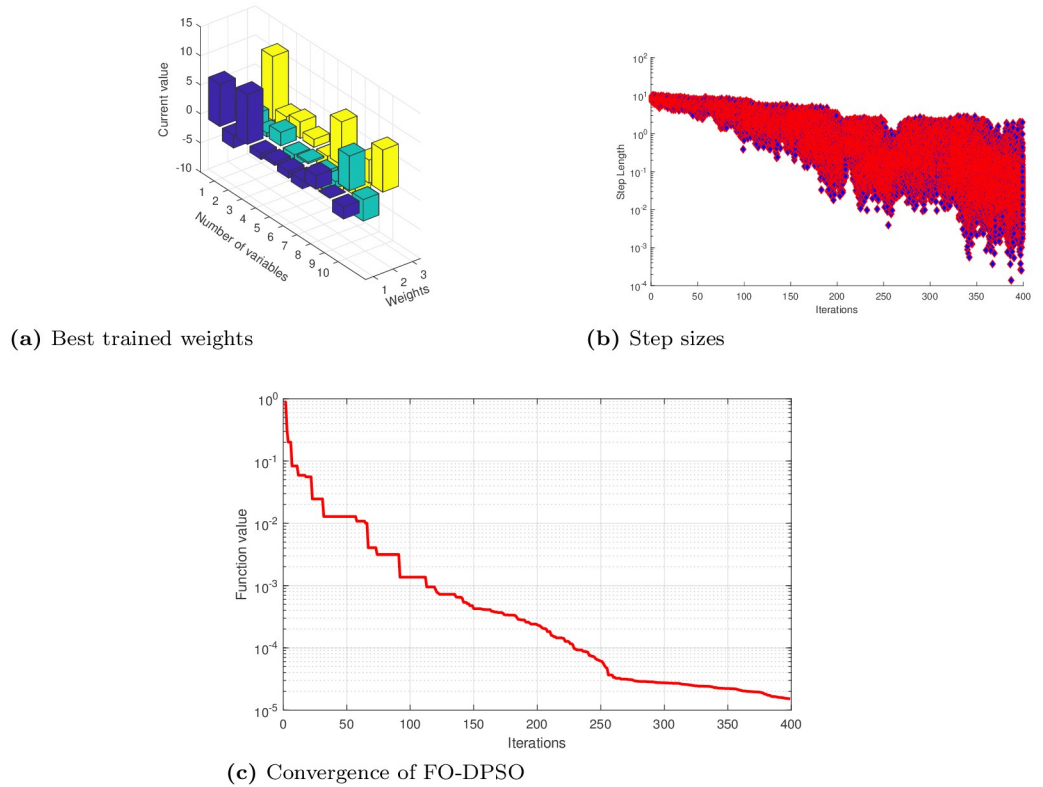 15
10
5
0
-5
-10
Current value
1
2
3
4
5
6
7
8
9
10
Number of variables
1
2
3
Weights
(a) Best trained weights
10^2
10^1
10^0
10^-1
10^-2
10^-3
10^-4
Step Length
0 50 100 150 200 250 300 350 400
Iterations
(b) Step sizes
10^0
10^-1
10^-2
10^-3
10^-4
10^-5
Function value
0 50 100 150 200 250 300 350 400
Iterations
(c) Convergence of FO-DPSO